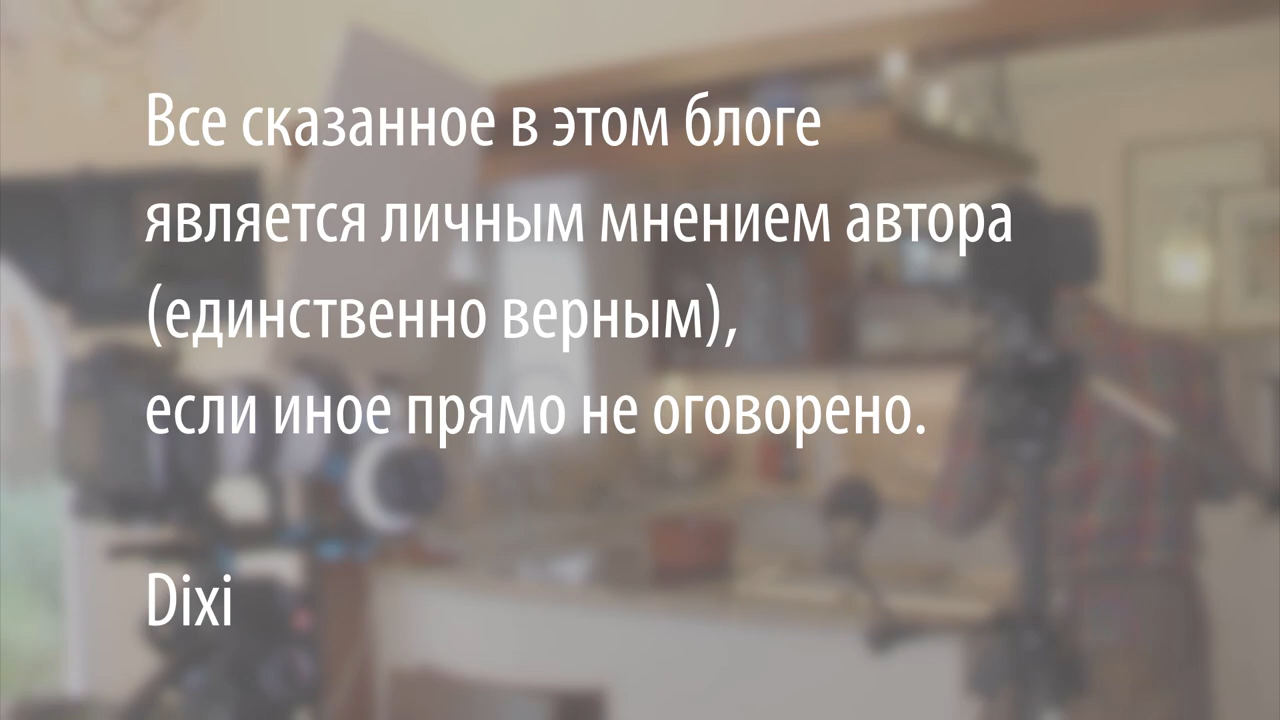 Все сказанное в этом блоге
является личным мнением автора
(единственно верным),
если иное прямо не оговорено.
Dixi